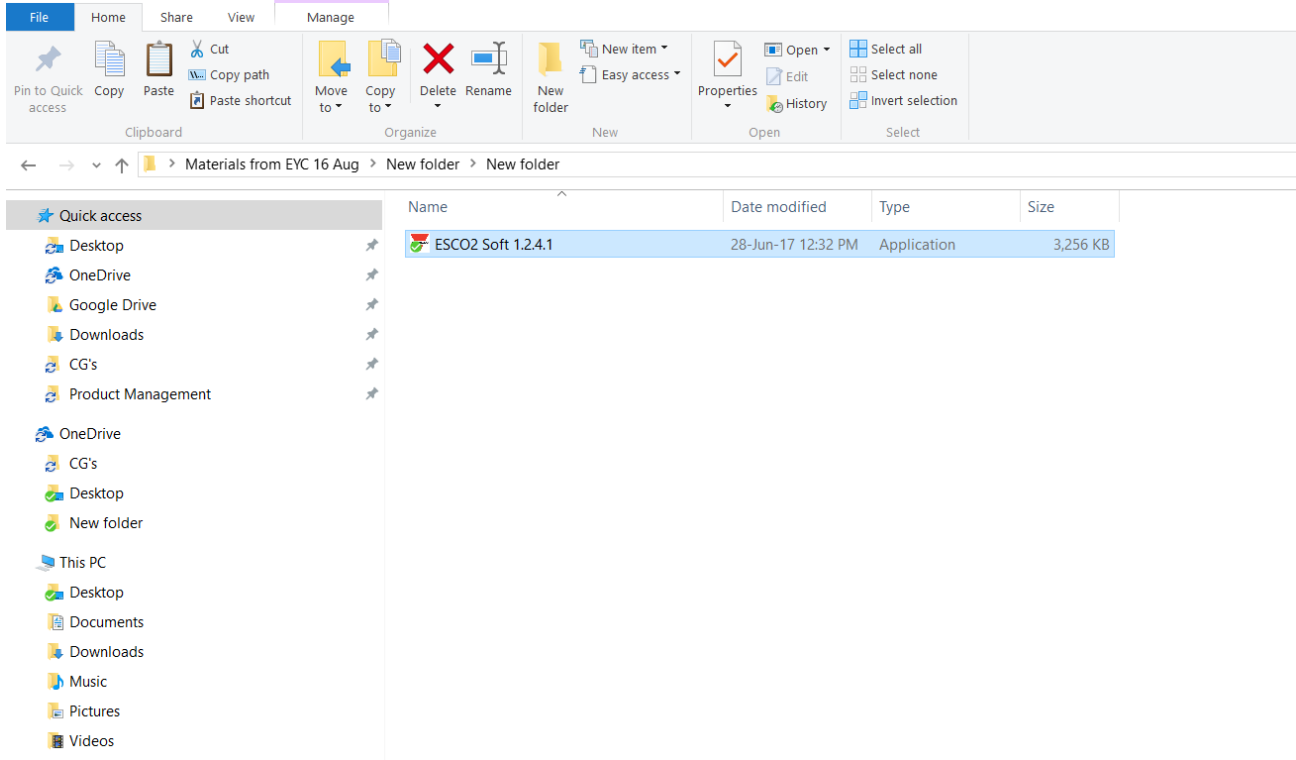 File Home Share View Manage
Pin to Quick access
Copy
Paste
Cut
Copy path
Paste shortcut
Clipboard
Move to
Copy to
Delete
Rename
Organize
New folder
New item
Easy access
New
Properties
Open
Edit
History
Open
Select all
Select none
Invert selection
Select
Materials from EYC 16 Aug > New folder > New folder
Name Date modified Type Size
ESCO2 Soft 1.2.4.1 28-Jun-17 12:32 PM Application 3,256 KB
Quick access
Desktop
OneDrive
Google Drive
Downloads
CG's
Product Management
OneDrive
CG's
Desktop
New folder
This PC
Desktop
Documents
Downloads
Music
Pictures
Videos